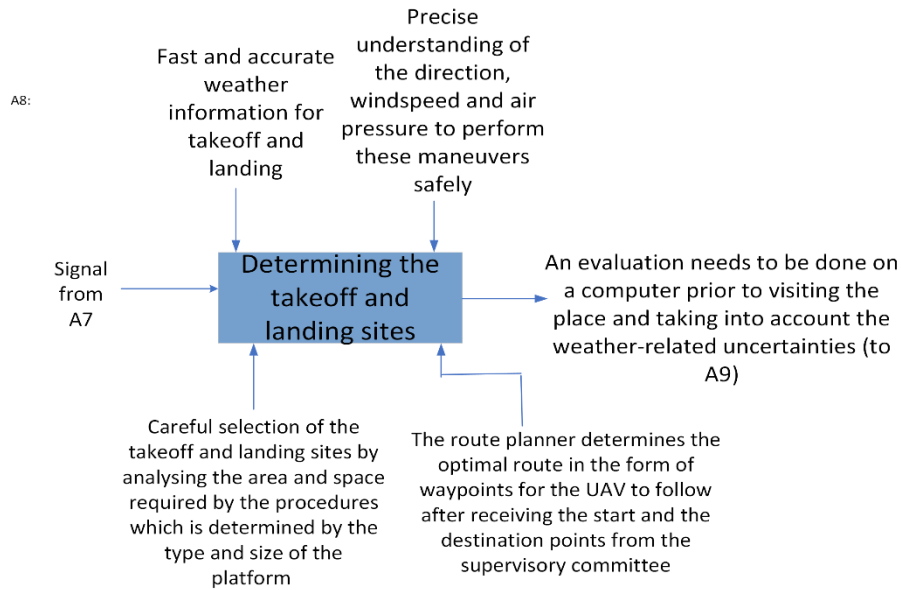 A8:
Fast and accurate
weather
information for
takeoff and
landing
Precise
understanding of
the direction,
windspeed and air
pressure to perform
these maneuvers
safely
Signal
from
A7
Determining the
takeoff and
landing sites
An evaluation needs to be done on
a computer prior to visiting the
place and taking into account the
weather-related uncertainties (to
A9)
Careful selection of the
takeoff and landing sites by
analysing the area and space
required by the procedures
which is determined by the
type and size of the
platform
The route planner determines the
optimal route in the form of
waypoints for the UAV to follow
after receiving the start and the
destination points from the
supervisory committee